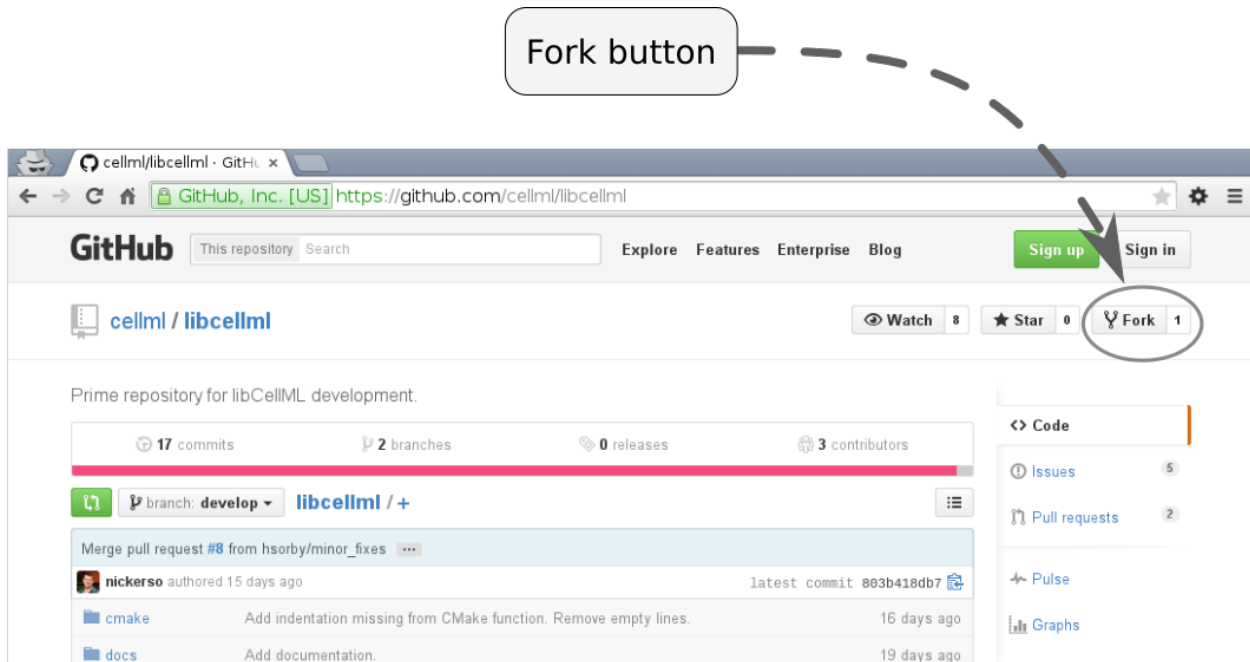 Fork button
cellml/libcellml · GitHu
GitHub, Inc. [US] https://github.com/cellml/libcellml
GitHub This repository Search Explore Features Enterprise Blog Sign up Sign in
cellml / libcellml Watch 8 Star 0 Fork 1
Prime repository for libCellML development.
17 commits 2 branches 0 releases 3 contributors
<> Code
Issues 5
branch: develop libcellml / +
Pull requests 2
Merge pull request #8 from hsorby/minor_fixes ...
nickerso authored 15 days ago latest commit 803b418db7
Pulse
cmake Add indentation missing from CMake function. Remove empty lines. 16 days ago
Graphs
docs Add documentation. 19 days ago